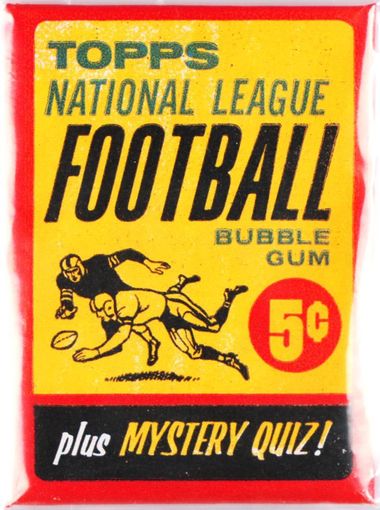 TOPPS
NATIONAL LEAGUE
FOOTBALL
BUBBLE
GUM
5¢
plus MYSTERY QUIZ!